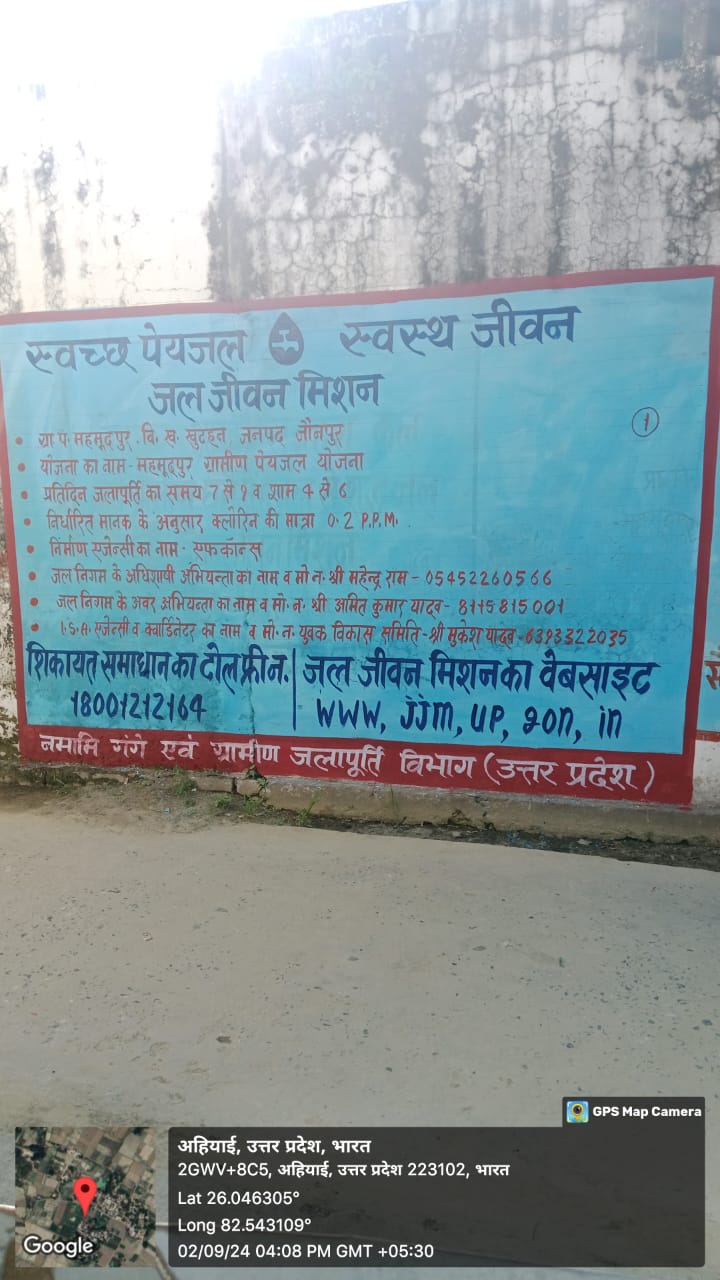 स्वच्छ पेयजल स्वस्थ जीवन
जल जीवन मिशन
1
• ग्रा.प. महमूदपुर. वि. ख. खुटहन, जनपद जौनपुर
• योजना का नाम - महमूदपुर ग्रामीण पेयजल योजना
• प्रतिदिन जलापूर्ति का समय 7 से 9 व शाम 4 से 6
• निर्धारित मानक के अनुसार क्लोरिन की मात्रा 0.2 P.P.M.
• निर्माण एजेन्सी का नाम - एफकॉन्स
• जल निगम के अधिशाषी अभियन्ता का नाम व मो न. श्री महेन्द्र राम - 05452260566
• जल निगम के अवर अभियन्ता का नाम व मो. न. श्री अमित कुमार यादव - 8115815001
• I.S.A एजेन्सी व क्वार्डिनेटर का नाम व मो. न. युवक विकास समिति - श्री मुकेश यादव - 6393322035
शिकायत समाधान का टोल फ्री न. | जल जीवन मिशन का वेबसाइट
18001212164 | WWW, jjm, UP, gon, in
नमामि गंगे एवं ग्रामीण जलापूर्ति विभाग (उत्तर प्रदेश)
GPS Map Camera
अहियाई, उत्तर प्रदेश, भारत
2GWV+8C5, अहियाई, उत्तर प्रदेश 223102, भारत
Lat 26.046305°
Long 82.543109°
02/09/24 04:08 PM GMT +05:30
Google